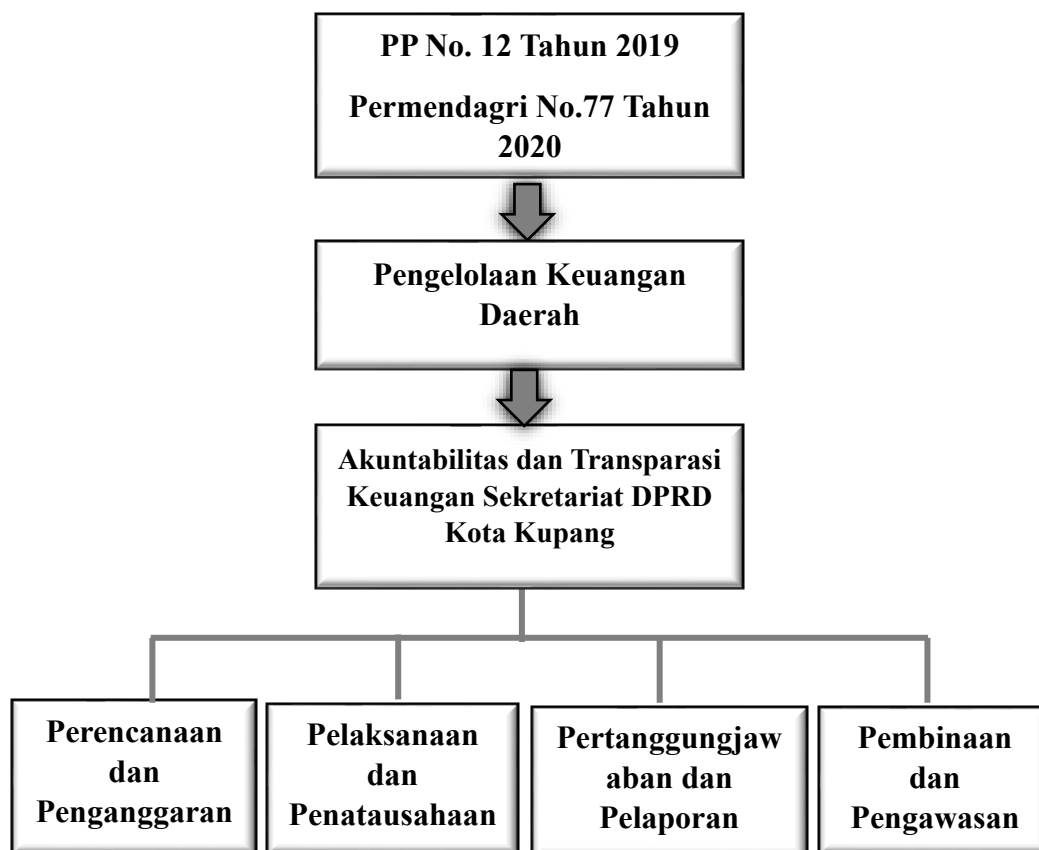 PP No. 12 Tahun 2019
Permendagri No.77 Tahun
2020
Pengelolaan Keuangan
Daerah
Akuntabilitas dan Transparasi
Keuangan Sekretariat DPRD
Kota Kupang
Perencanaan
dan
Penganggaran
Pelaksanaan
dan
Penatausahaan
Pertanggungjaw
aban dan
Pelaporan
Pembinaan
dan
Pengawasan